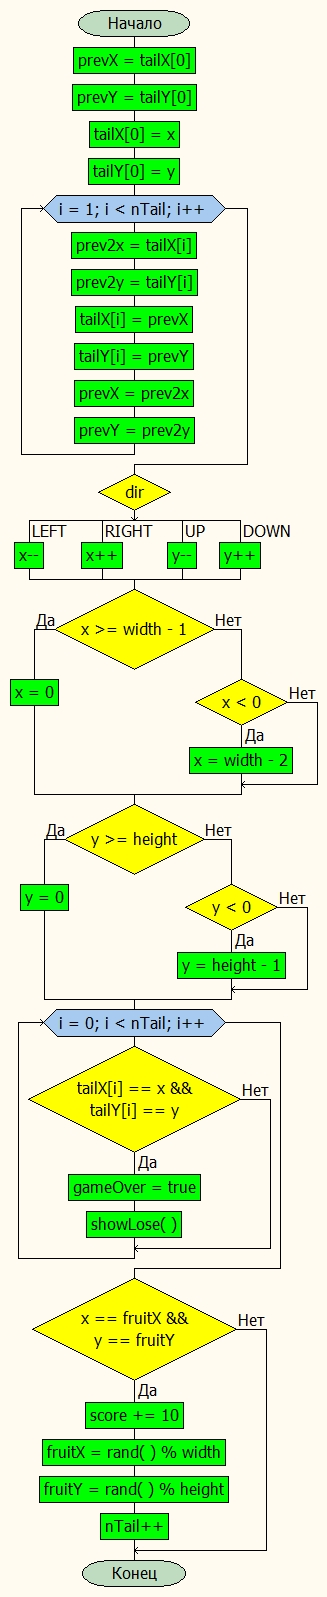 Начало
prevX = tailX[0]
prevY = tailY[0]
tailX[0] = x
tailY[0] = y
i = 1; i < nTail; i++
prev2x = tailX[i]
prev2y = tailY[i]
tailX[i] = prevX
tailY[i] = prevY
prevX = prev2x
prevY = prev2y
dir
LEFT RIGHT UP DOWN
x-- x++ y-- y++
Да Нет
x >= width - 1
x = 0
x < 0
Нет
Да
x = width - 2
Да Нет
y >= height
y = 0
y < 0
Нет
Да
y = height - 1
i = 0; i < nTail; i++
tailX[i] == x &&
tailY[i] == y
Нет
Да
gameOver = true
showLose( )
x == fruitX &&
y == fruitY
Нет
Да
score += 10
fruitX = rand( ) % width
fruitY = rand( ) % height
nTail++
Конец